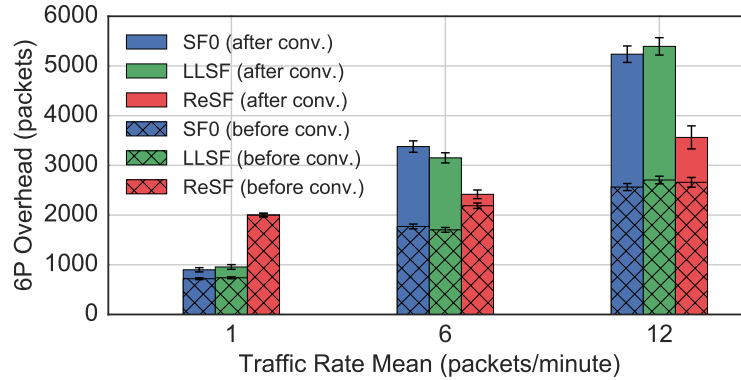 6000
5000
4000
3000
2000
1000
0
6P Overhead (packets)
SF0 (after conv.)
LLSF (after conv.)
ReSF (after conv.)
SF0 (before conv.)
LLSF (before conv.)
ReSF (before conv.)
1 6 12
Traffic Rate Mean (packets/minute)